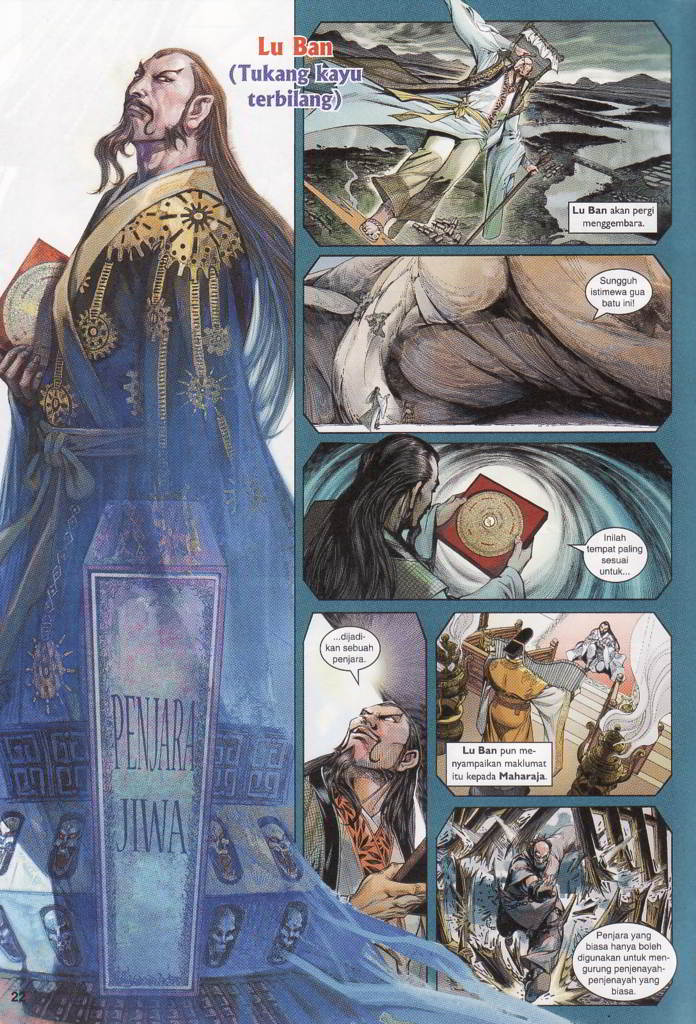 Lu Ban
(Tukang kayu
terbilang)
Lu Ban akan pergi
menggembara.
Sungguh
istimewa gua
batu ini!
Inilah
tempat paling
sesuai
untuk...
...dijadi-
kan sebuah
penjara.
Lu Ban pun me-
nyampaikan maklumat
itu kepada Maharaja.
Penjara yang
biasa hanya boleh
digunakan untuk men-
gurung penjenayah-
penjenayah yang
biasa.
PENJARA
JIWA
22